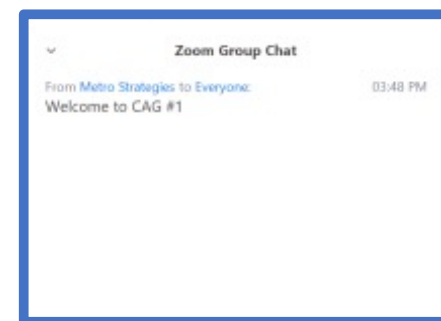 Zoom Group Chat
From Metro Strategies to Everyone: 03:48 PM
Welcome to CAG #1